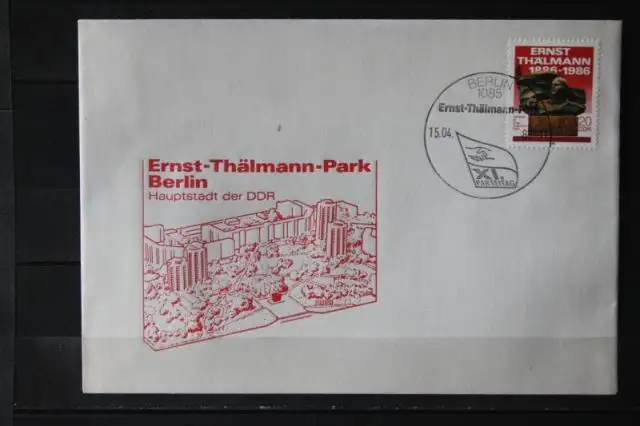 ERNST
THÄLMANN
1886-1986
20
DDR
BERLIN
1085
Ernst-Thälmann-Park
15.04.
XI.
PARTEITAG
Ernst-Thälmann-Park
Berlin
Hauptstadt der DDR